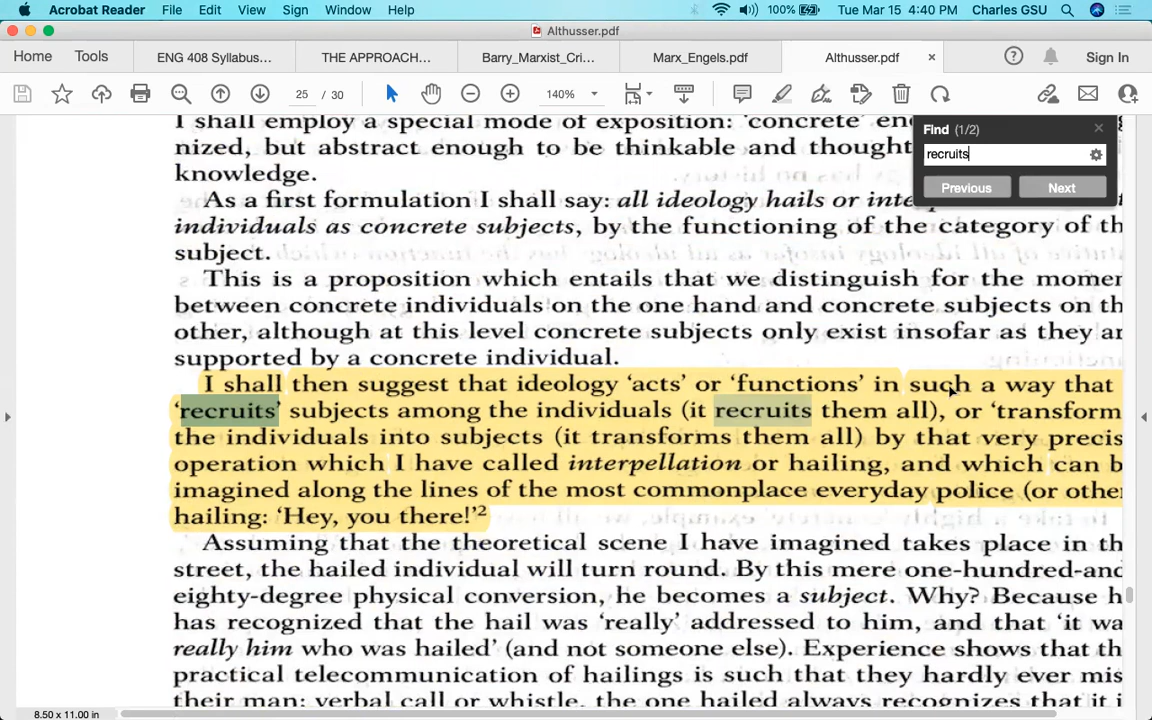 Acrobat Reader File Edit View Sign Window Help 100% Tue Mar 15 4:40 PM Charles GSU
Althusser.pdf
Home Tools ENG 408 Syllabus... THE APPROACH... Barry_Marxist_Cri... Marx_Engels.pdf Althusser.pdf × Sign In
25 / 30 140%
Find (1/2)
recruits
Previous Next
I shall employ a special mode of exposition: ‘concrete’ en
nized, but abstract enough to be thinkable and thought
knowledge.
As a first formulation I shall say: all ideology hails or inte
individuals as concrete subjects, by the functioning of the category of th
subject.
This is a proposition which entails that we distinguish for the momen
between concrete individuals on the one hand and concrete subjects on th
other, although at this level concrete subjects only exist insofar as they ar
supported by a concrete individual.
I shall then suggest that ideology ‘acts’ or ‘functions’ in such a way that
‘recruits’ subjects among the individuals (it recruits them all), or ‘transform
the individuals into subjects (it transforms them all) by that very precis
operation which I have called interpellation or hailing, and which can b
imagined along the lines of the most commonplace everyday police (or other
hailing: ‘Hey, you there!’²
Assuming that the theoretical scene I have imagined takes place in th
street, the hailed individual will turn round. By this mere one-hundred-and
eighty-degree physical conversion, he becomes a subject. Why? Because h
has recognized that the hail was ‘really’ addressed to him, and that ‘it wa
really him who was hailed’ (and not someone else). Experience shows that th
practical telecommunication of hailings is such that they hardly ever mis
their man: verbal call or whistle, the one hailed always recognizes that it i
8.50 x 11.00 in